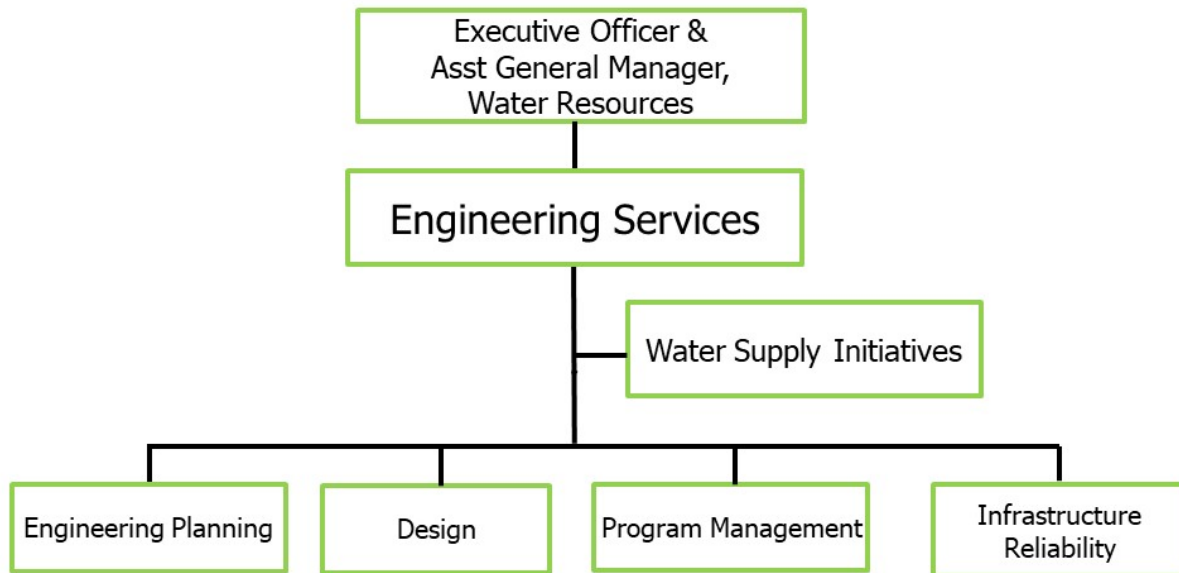 Executive Officer &
Asst General Manager,
Water Resources
Engineering Services
Water Supply Initiatives
Engineering Planning
Design
Program Management
Infrastructure
Reliability